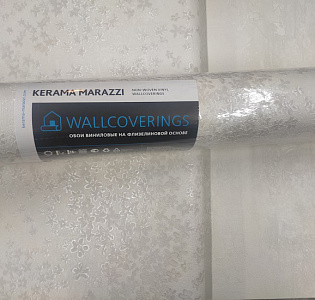 KERAMA MARAZZI
NON-WOVEN VINYL
WALLCOVERINGS
WALLCOVERINGS
ОБОИ ВИНИЛОВЫЕ НА ФЛИЗЕЛИНОВОЙ ОСНОВЕ